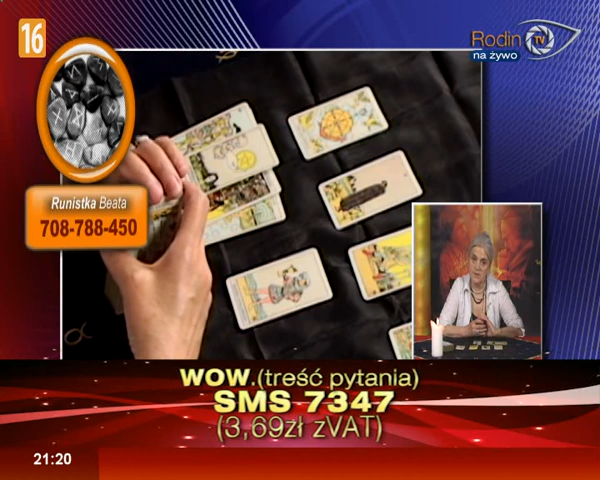 16
Rodin
TV
na żywo
Runistka Beata
708-788-450
WOW.(treść pytania)
SMS 7347
(3,69zł zVAT)
21:20